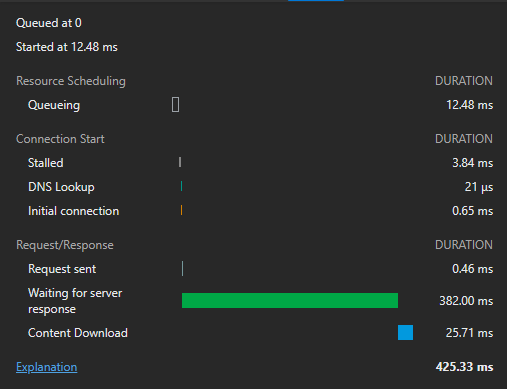 Queued at 0
Started at 12.48 ms
Resource Scheduling DURATION
Queueing 12.48 ms
Connection Start DURATION
Stalled 3.84 ms
DNS Lookup 21 μs
Initial connection 0.65 ms
Request/Response DURATION
Request sent 0.46 ms
Waiting for server
response 382.00 ms
Content Download 25.71 ms
Explanation 425.33 ms